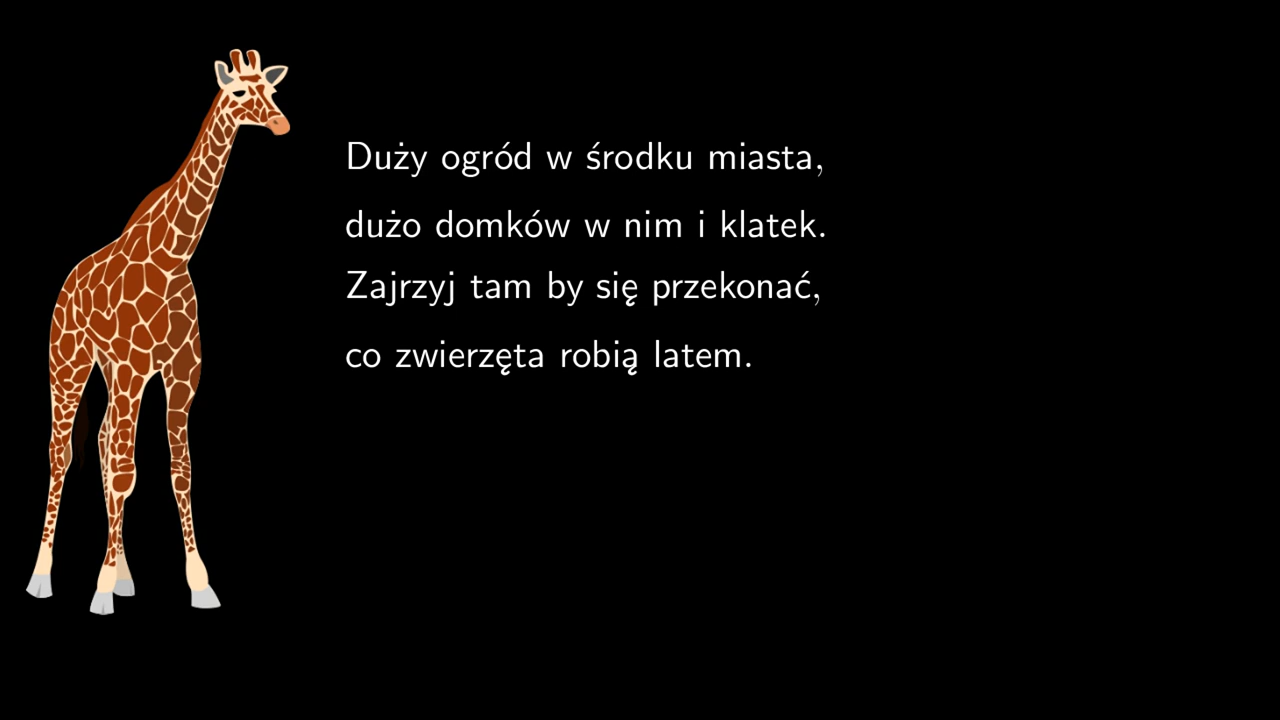 Duży ogród w środku miasta,
dużo domków w nim i klatek.
Zajrzyj tam by się przekonać,
co zwierzęta robią latem.